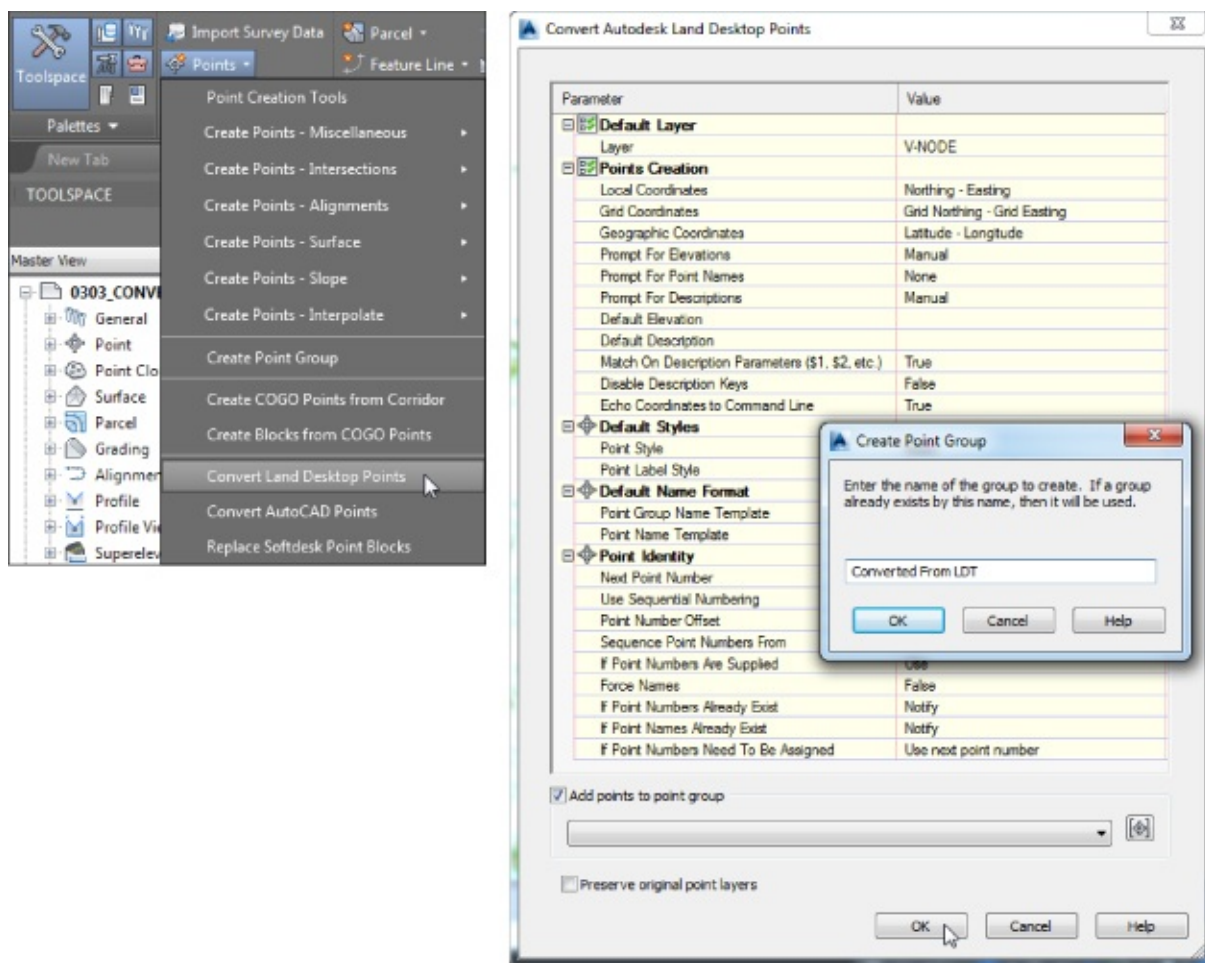 Import Survey Data
Parcel
Points
Feature Line
Toolspace
Palettes
New Tab
TOOLSPACE
Master View
0303_CONVE
General
Point
Point Clo
Surface
Parcel
Grading
Alignmen
Profile
Profile Vie
Superelev
Point Creation Tools
Create Points - Miscellaneous
Create Points - Intersections
Create Points - Alignments
Create Points - Surface
Create Points - Slope
Create Points - Interpolate
Create Point Group
Create COGO Points from Corridor
Create Blocks from COGO Points
Convert Land Desktop Points
Convert AutoCAD Points
Replace Softdesk Point Blocks
Convert Autodesk Land Desktop Points
Parameter Value
Default Layer
Layer V-NODE
Points Creation
Local Coordinates Northing - Easting
Grid Coordinates Grid Northing - Grid Easting
Geographic Coordinates Latitude - Longitude
Prompt For Elevations Manual
Prompt For Point Names None
Prompt For Descriptions Manual
Default Elevation
Default Description
Match On Description Parameters ($1, $2, etc.) True
Disable Description Keys False
Echo Coordinates to Command Line True
Default Styles
Point Style
Point Label Style
Default Name Format
Point Group Name Template
Point Name Template
Point Identity
Next Point Number
Use Sequential Numbering
Point Number Offset
Sequence Point Numbers From
If Point Numbers Are Supplied Use
Force Names False
If Point Numbers Already Exist Notify
If Point Names Already Exist Notify
If Point Numbers Need To Be Assigned Use next point number
Create Point Group
Enter the name of the group to create. If a group
already exists by this name, then it will be used.
Converted From LDT
OK Cancel Help
Add points to point group
Preserve original point layers
OK Cancel Help